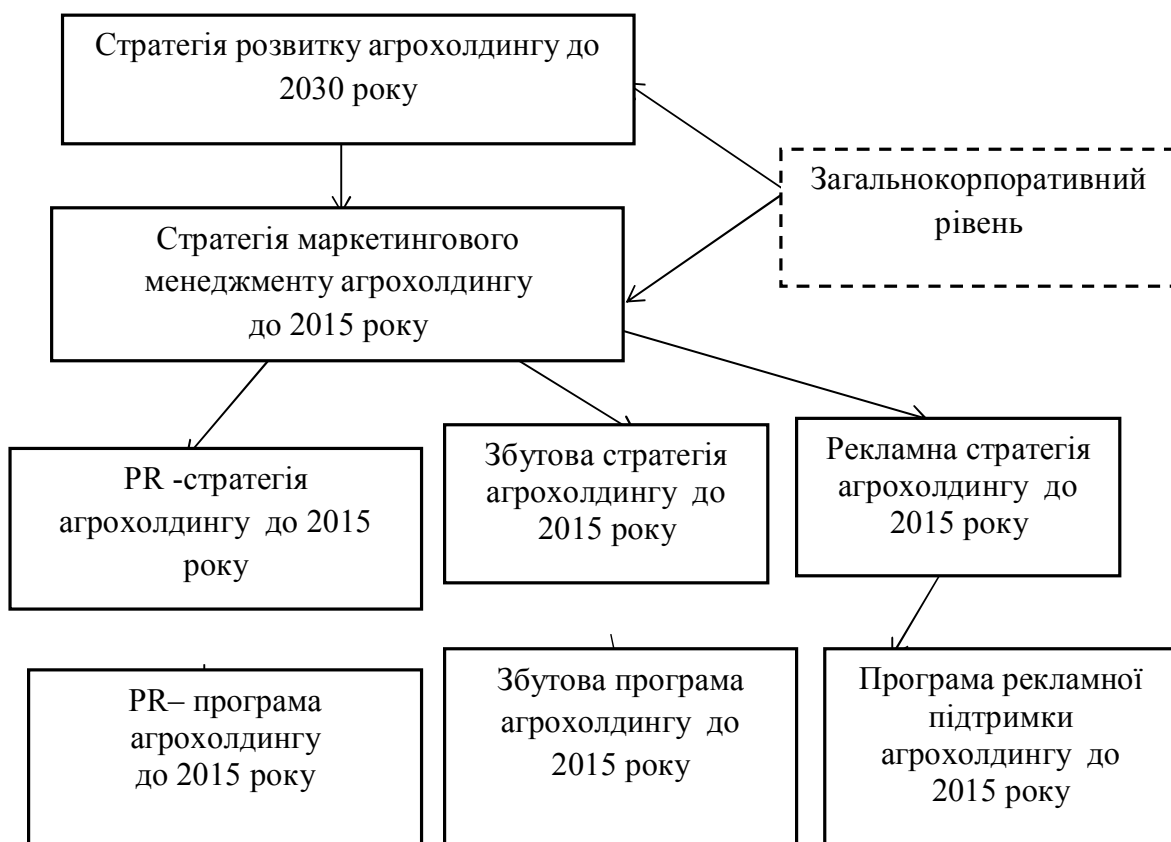 Стратегія розвитку агрохолдингу до
2030 року
Загальнокорпоративний
рівень
Стратегія маркетингового
менеджменту агрохолдингу
до 2015 року
PR -стратегія
агрохолдингу до 2015
року
Збутова стратегія
агрохолдингу до
2015 року
Рекламна стратегія
агрохолдингу до
2015 року
PR– програма
агрохолдингу
до 2015 року
Збутова програма
агрохолдингу до
2015 року
Програма рекламної
підтримки
агрохолдингу до
2015 року